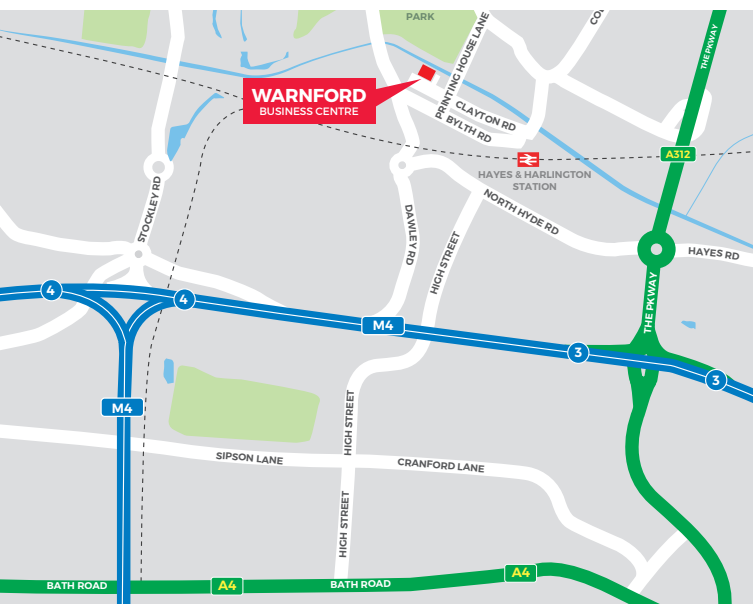 PARK
PRINTING HOUSE LANE
THE PKWAY
WARNFORD
BUSINESS CENTRE
CLAYTON RD
BYLTH RD
A312
HAYES & HARLINGTON
STATION
STOCKLEY RD
DAWLEY RD
HIGH STREET
NORTH HYDE RD
HAYES RD
THE PKWAY
4
4
M4
3
3
M4
HIGH STREET
SIPSON LANE
CRANFORD LANE
HIGH STREET
BATH ROAD
A4
BATH ROAD
A4